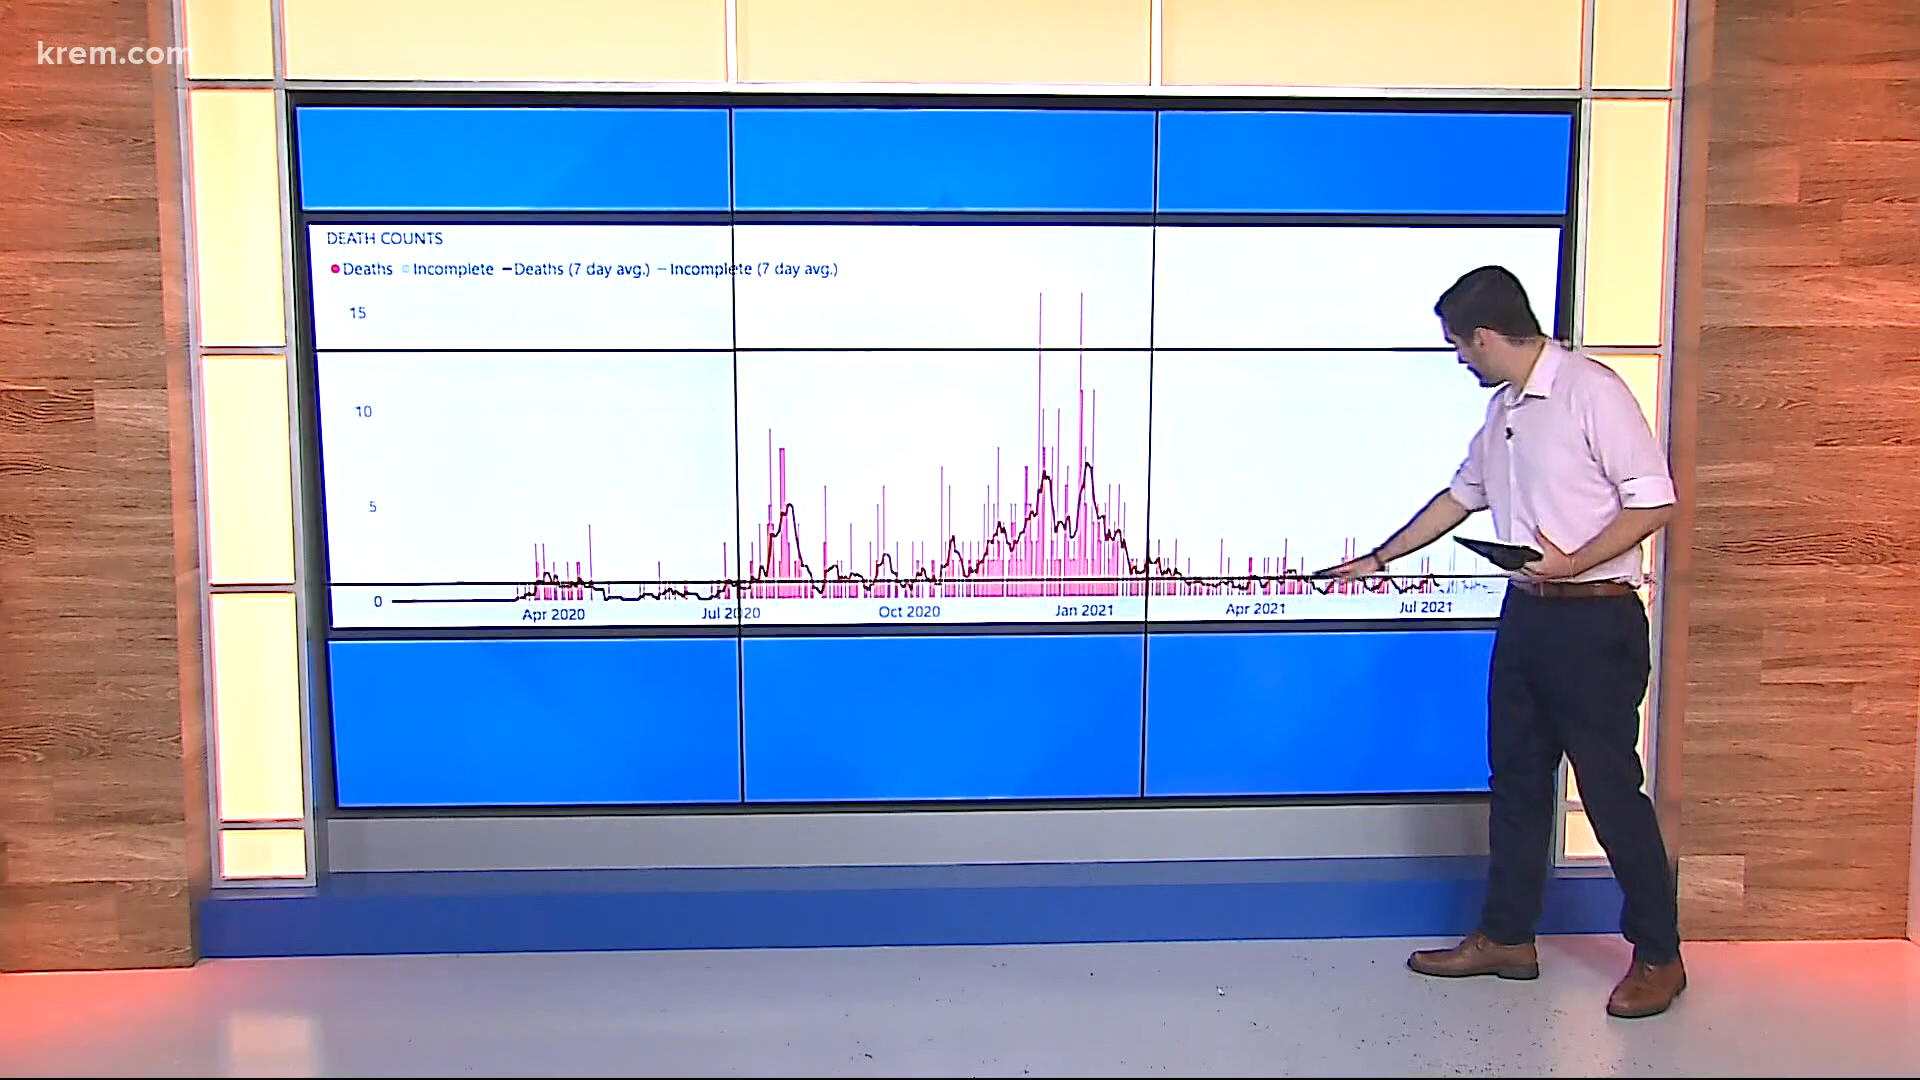 krem.com
DEATH COUNTS
Deaths Incomplete Deaths (7 day avg.) Incomplete (7 day avg.)
15
10
5
0
Apr 2020 Jul 2020 Oct 2020 Jan 2021 Apr 2021 Jul 2021